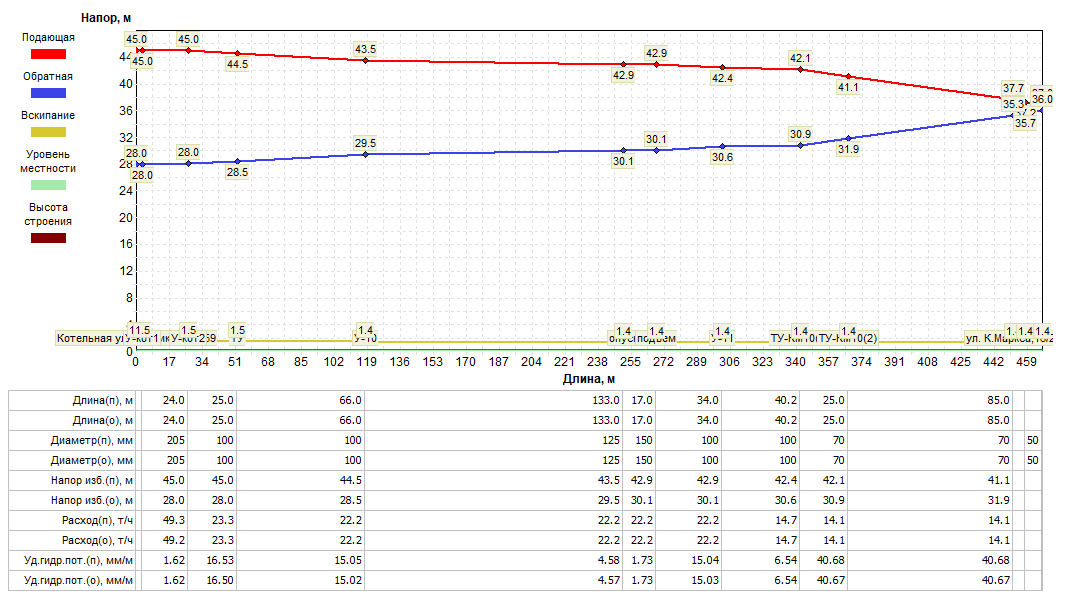 Напор, м
Подающая
Обратная
Вскипание
Уровень
местности
Высота
строения
44
40
36
32
28
24
20
16
12
8
4
0
45.0
45.0
45.0
44.5
43.5
42.9
42.9
42.4
42.1
41.1
37.7
35.3
36.0
35.7
28.0
28.0
28.0
28.5
29.5
30.1
30.1
30.6
30.9
31.9
11.5 1.5 1.5 1.4 1.4 1.4 1.4 1.4 1.4 1.4 1.4
Котельная
ул. К.Маркса,
0 17 34 51 68 85 102 119 136 153 170 187 204 221 238 255 272 289 306 323 340 357 374 391 408 425 442 459
Длина, м
Длина(п), м 24.0 25.0 66.0 133.0 17.0 34.0 40.2 25.0 85.0
Длина(о), м 24.0 25.0 66.0 133.0 17.0 34.0 40.2 25.0 85.0
Диаметр(п), мм 205 100 100 125 150 100 100 70 70 50
Диаметр(о), мм 205 100 100 125 150 100 100 70 70 50
Напор изб.(п), м 45.0 45.0 44.5 43.5 42.9 42.9 42.4 42.1 41.1
Напор изб.(о), м 28.0 28.0 28.5 29.5 30.1 30.1 30.6 30.9 31.9
Расход(п), т/ч 49.3 23.3 22.2 22.2 22.2 22.2 14.7 14.1 14.1
Расход(о), т/ч 49.2 23.3 22.2 22.2 22.2 22.2 14.7 14.1 14.1
Уд.гидр.пот.(п), мм/м 1.62 16.53 15.05 4.58 1.73 15.04 6.54 40.68 40.68
Уд.гидр.пот.(о), мм/м 1.62 16.50 15.02 4.57 1.73 15.03 6.54 40.67 40.67